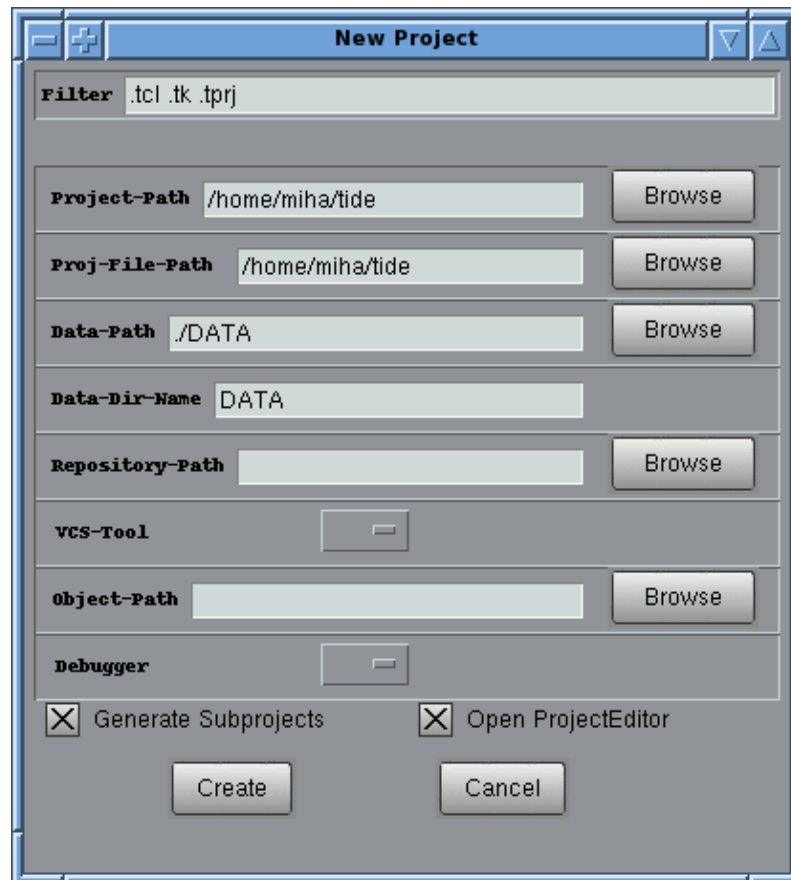 New Project
Filter .tcl .tk .tprj
Project-Path /home/miha/tide Browse
Proj-File-Path /home/miha/tide Browse
Data-Path ./DATA Browse
Data-Dir-Name DATA
Repository-Path Browse
VCS-Tool
Object-Path Browse
Debugger
Generate Subprojects Open ProjectEditor
Create Cancel